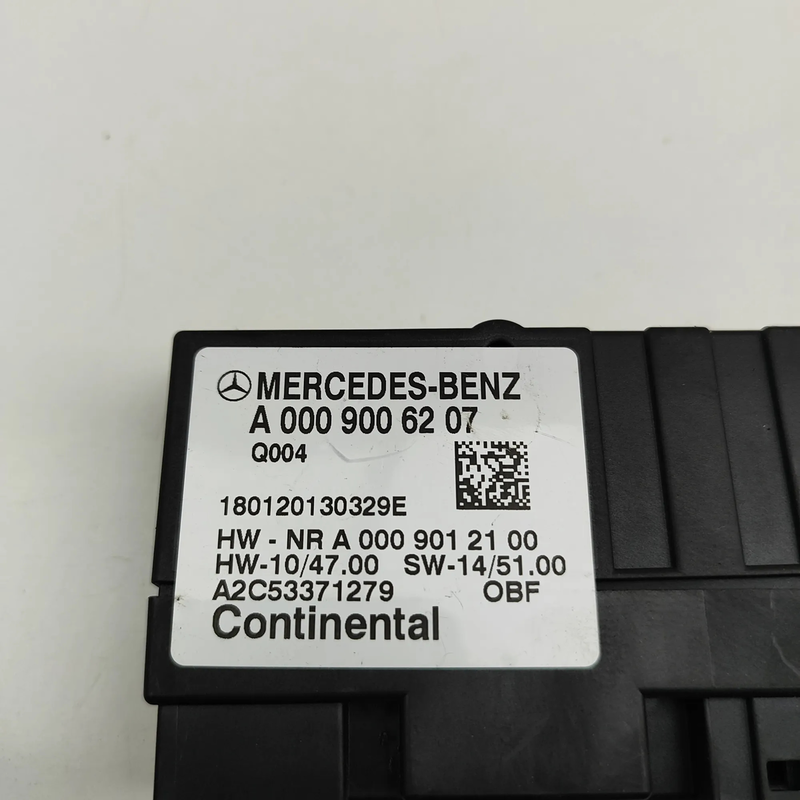 MERCEDES-BENZ
A 000 900 62 07
Q004
180120130329E
HW - NR A 000 901 21 00
HW-10/47.00 SW-14/51.00
A2C53371279 OBF
Continental